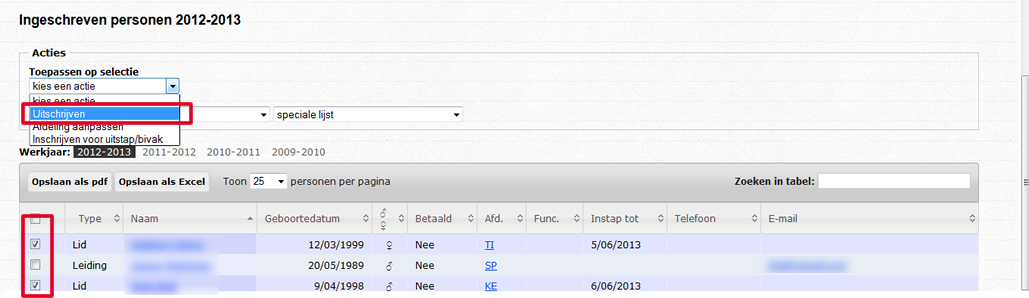 Ingeschreven personen 2012-2013
Acties
Toepassen op selectie
kies een actie
kies een actie
Uitschrijven
Afdeling aanpassen
Inschrijven voor uitstap/bivak
speciale lijst
Werkjaar: 2012-2013 2011-2012 2010-2011 2009-2010
Opslaan als pdf Opslaan als Excel Toon 25 personen per pagina Zoeken in tabel:
Type Naam Geboortedatum ♂♀ Betaald Afd. Func. Instap tot Telefoon E-mail
Lid 12/03/1999 ♀ Nee TI 5/06/2013
Leiding 20/05/1989 ♂ Nee SP
Lid 9/04/1998 ♂ Nee KE 6/06/2013